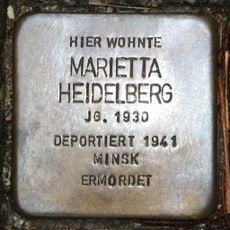 HIER WOHNTE
MARIETTA
HEIDELBERG
JG. 1930
DEPORTIERT 1941
MINSK
ERMORDET